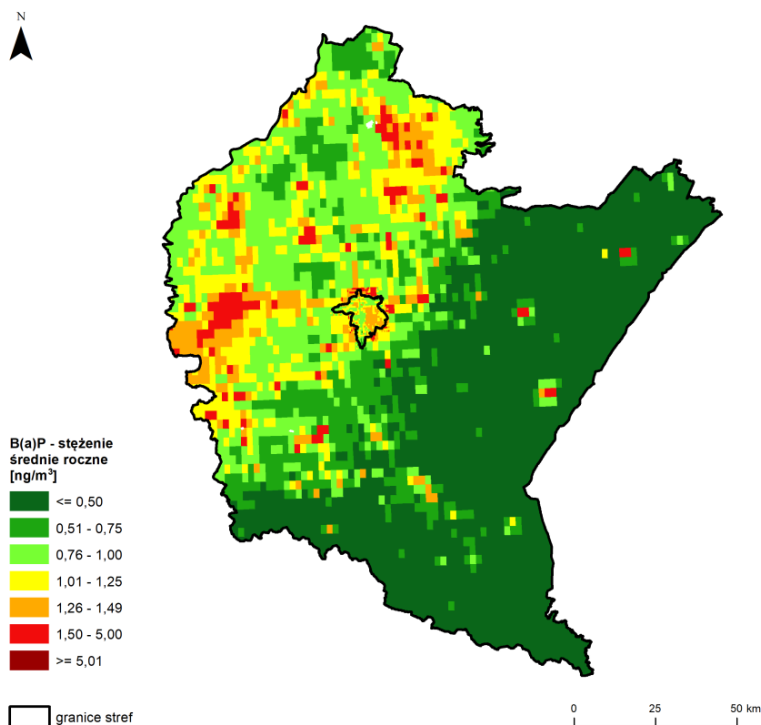 N
B(a)P - stężenie
średnie roczne
[ng/m³]
<= 0,50
0,51 - 0,75
0,76 - 1,00
1,01 - 1,25
1,26 - 1,49
1,50 - 5,00
>= 5,01
granice stref
0 25 50 km